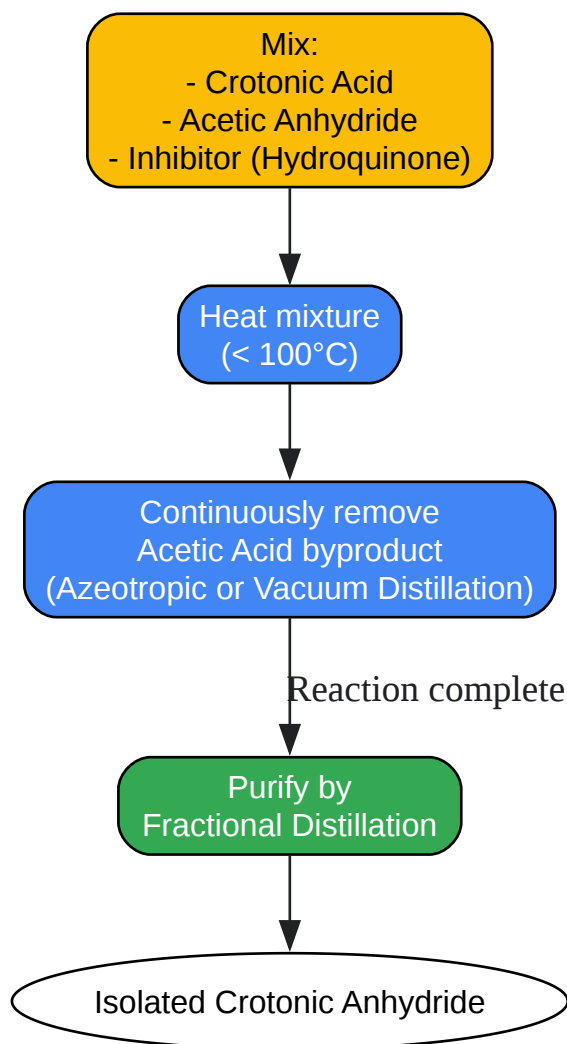 Mix:
- Crotonic Acid
- Acetic Anhydride
- Inhibitor (Hydroquinone)
Heat mixture
(< 100°C)
Continuously remove
Acetic Acid byproduct
(Azeotropic or Vacuum Distillation)
Reaction complete
Purify by
Fractional Distillation
Isolated Crotonic Anhydride